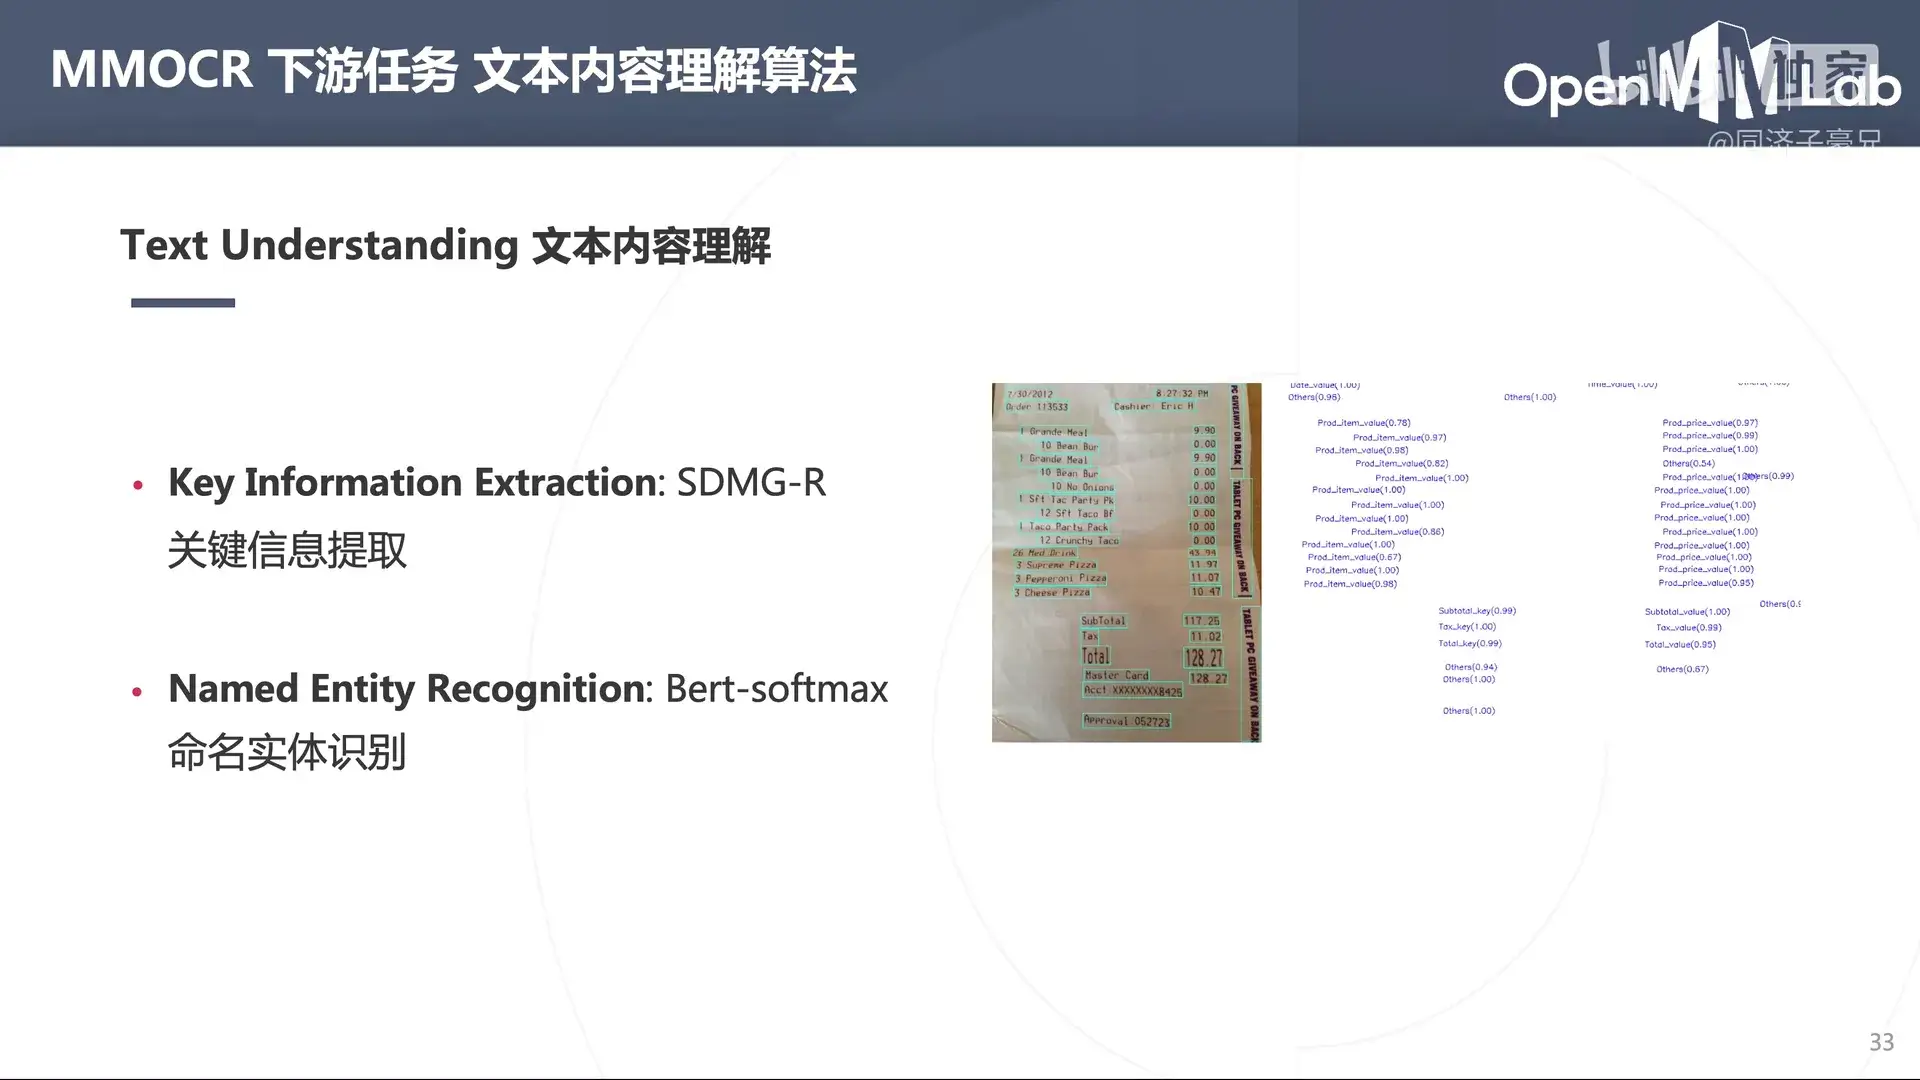 MMOCR 下游任务 文本内容理解算法
OpenMMLab
bilibili 独家
@同济子豪兄
Text Understanding 文本内容理解
• Key Information Extraction: SDMG-R
关键信息提取
• Named Entity Recognition: Bert-softmax
命名实体识别
7/30/2012 8:27:32 PM
Order 113533 Cashier: Eric H
1 Grande Meal 9.90
10 Bean Bur 0.00
1 Grande Meal 9.90
10 Bean Bur 0.00
10 No Onions 0.00
1 Sft Tac Party Pk 10.00
12 Sft Taco Bf 0.00
1 Taco Party Pack 10.00
12 Crunchy Taco 0.00
26 Med Drink 43.94
3 Supreme Pizza 11.97
3 Pepperoni Pizza 11.07
3 Cheese Pizza 10.47
SubTotal 117.25
Tax 11.02
Total 128.27
Master Card 128.27
Acct XXXXXXXX8425
Approval 052723
PC GIVEAWAY ON BACK
TABLET PC GIVEAWAY ON BACK
TABLET PC GIVEAWAY ON BACK
Date_value(1.00) Time_value(1.00)
Others(0.96) Others(1.00)
Prod_item_value(0.78) Prod_price_value(0.97)
Prod_item_value(0.97) Prod_price_value(0.99)
Prod_item_value(0.98) Prod_price_value(1.00)
Prod_item_value(0.82) Others(0.54)
Prod_item_value(1.00) Prod_price_value(1.00) Others(0.99)
Prod_item_value(1.00) Prod_price_value(1.00)
Prod_item_value(1.00) Prod_price_value(1.00)
Prod_item_value(1.00) Prod_price_value(1.00)
Prod_item_value(0.86) Prod_price_value(1.00)
Prod_item_value(1.00) Prod_price_value(1.00)
Prod_item_value(0.67) Prod_price_value(1.00)
Prod_item_value(1.00) Prod_price_value(1.00)
Prod_item_value(0.98) Prod_price_value(0.95)
Subtotal_key(0.99) Subtotal_value(1.00) Others(0.9
Tax_key(1.00) Tax_value(0.99)
Total_key(0.99) Total_value(0.95)
Others(0.94) Others(0.67)
Others(1.00)
Others(1.00)
33